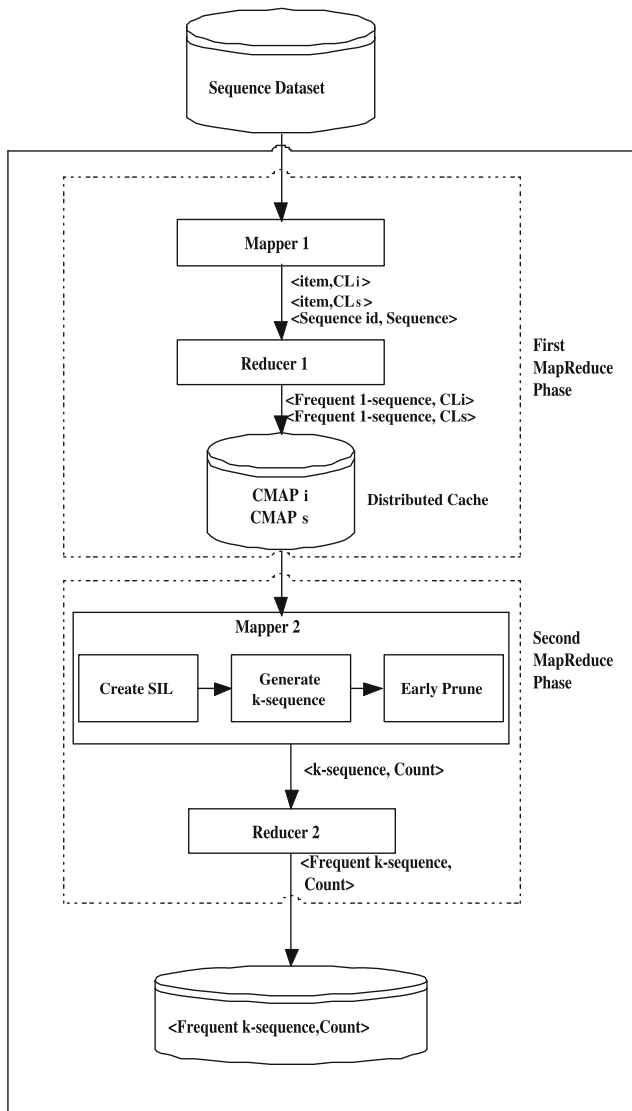 Sequence Dataset
Mapper 1
<item,CLi>
<item,CLs>
<Sequence id, Sequence>
Reducer 1
First
MapReduce
Phase
<Frequent 1-sequence, CLi>
<Frequent 1-sequence, CLs>
CMAP i
CMAP s
Distributed Cache
Mapper 2
Second
MapReduce
Phase
Create SIL
Generate
k-sequence
Early Prune
<k-sequence, Count>
Reducer 2
<Frequent k-sequence,
Count>
<Frequent k-sequence,Count>